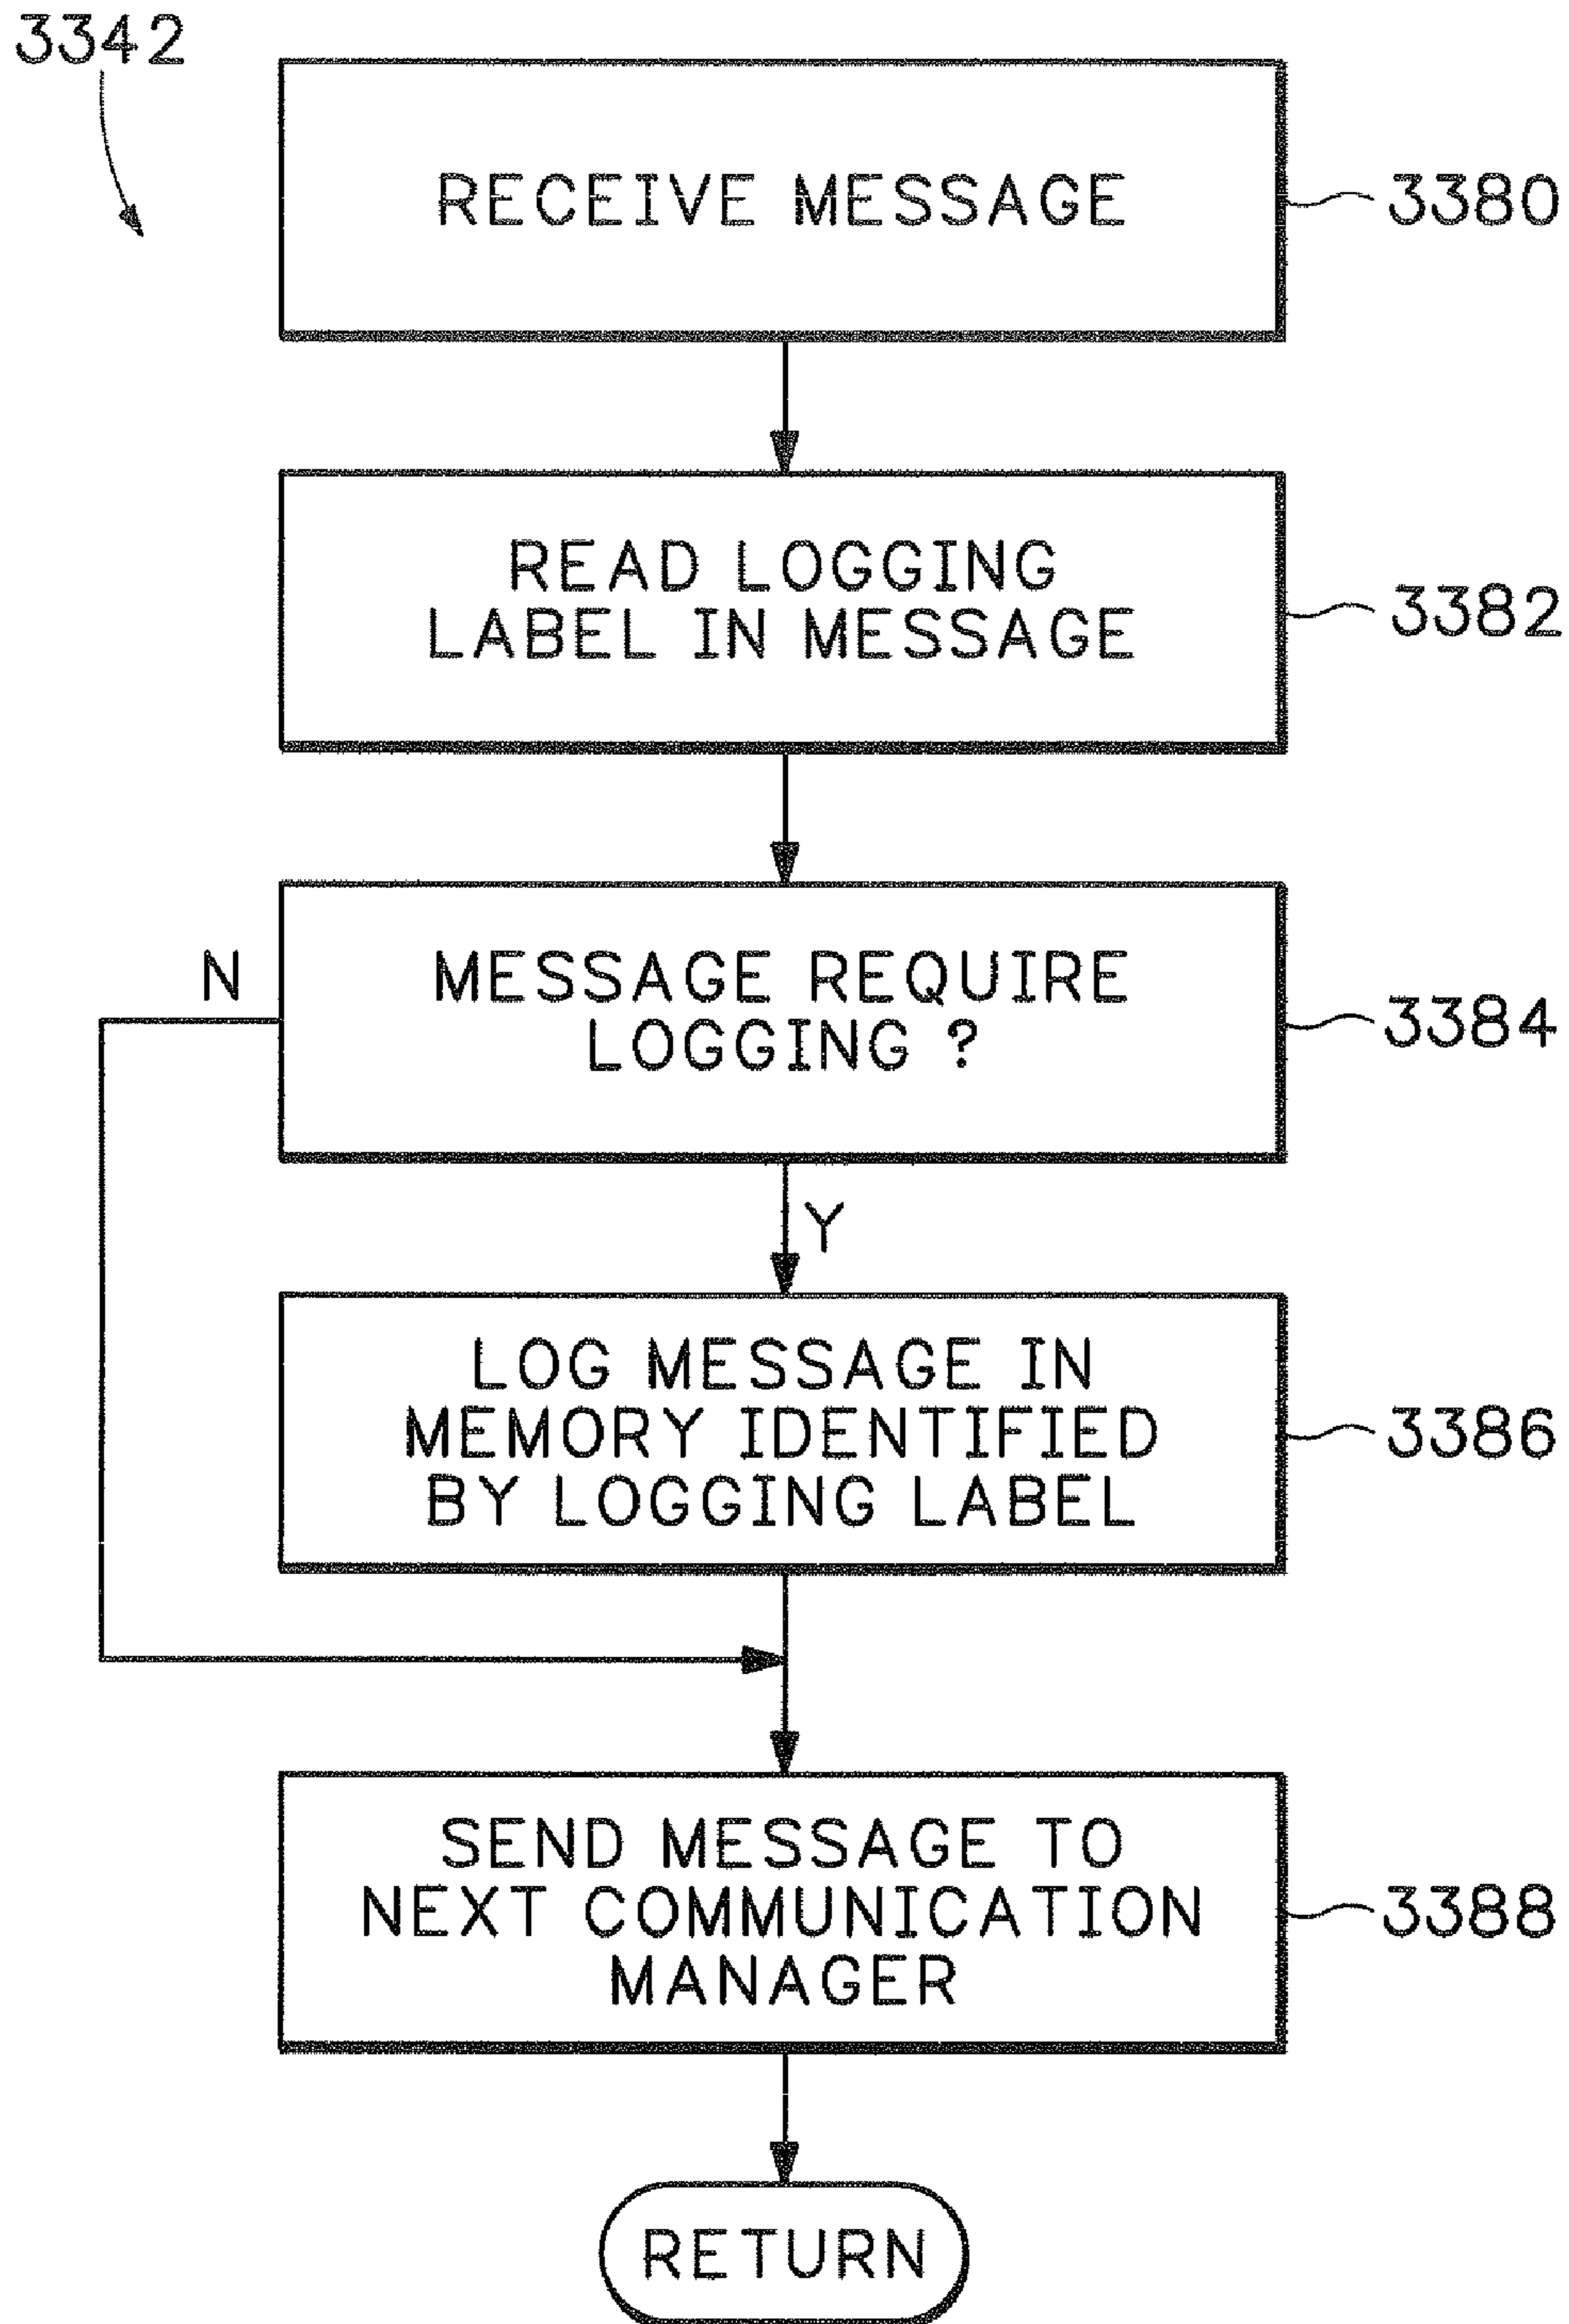 3342
RECEIVE MESSAGE
3380
READ LOGGING
LABEL IN MESSAGE
3382
N
MESSAGE REQUIRE
LOGGING ?
3384
Y
LOG MESSAGE IN
MEMORY IDENTIFIED
BY LOGGING LABEL
3386
SEND MESSAGE TO
NEXT COMMUNICATION
MANAGER
3388
RETURN